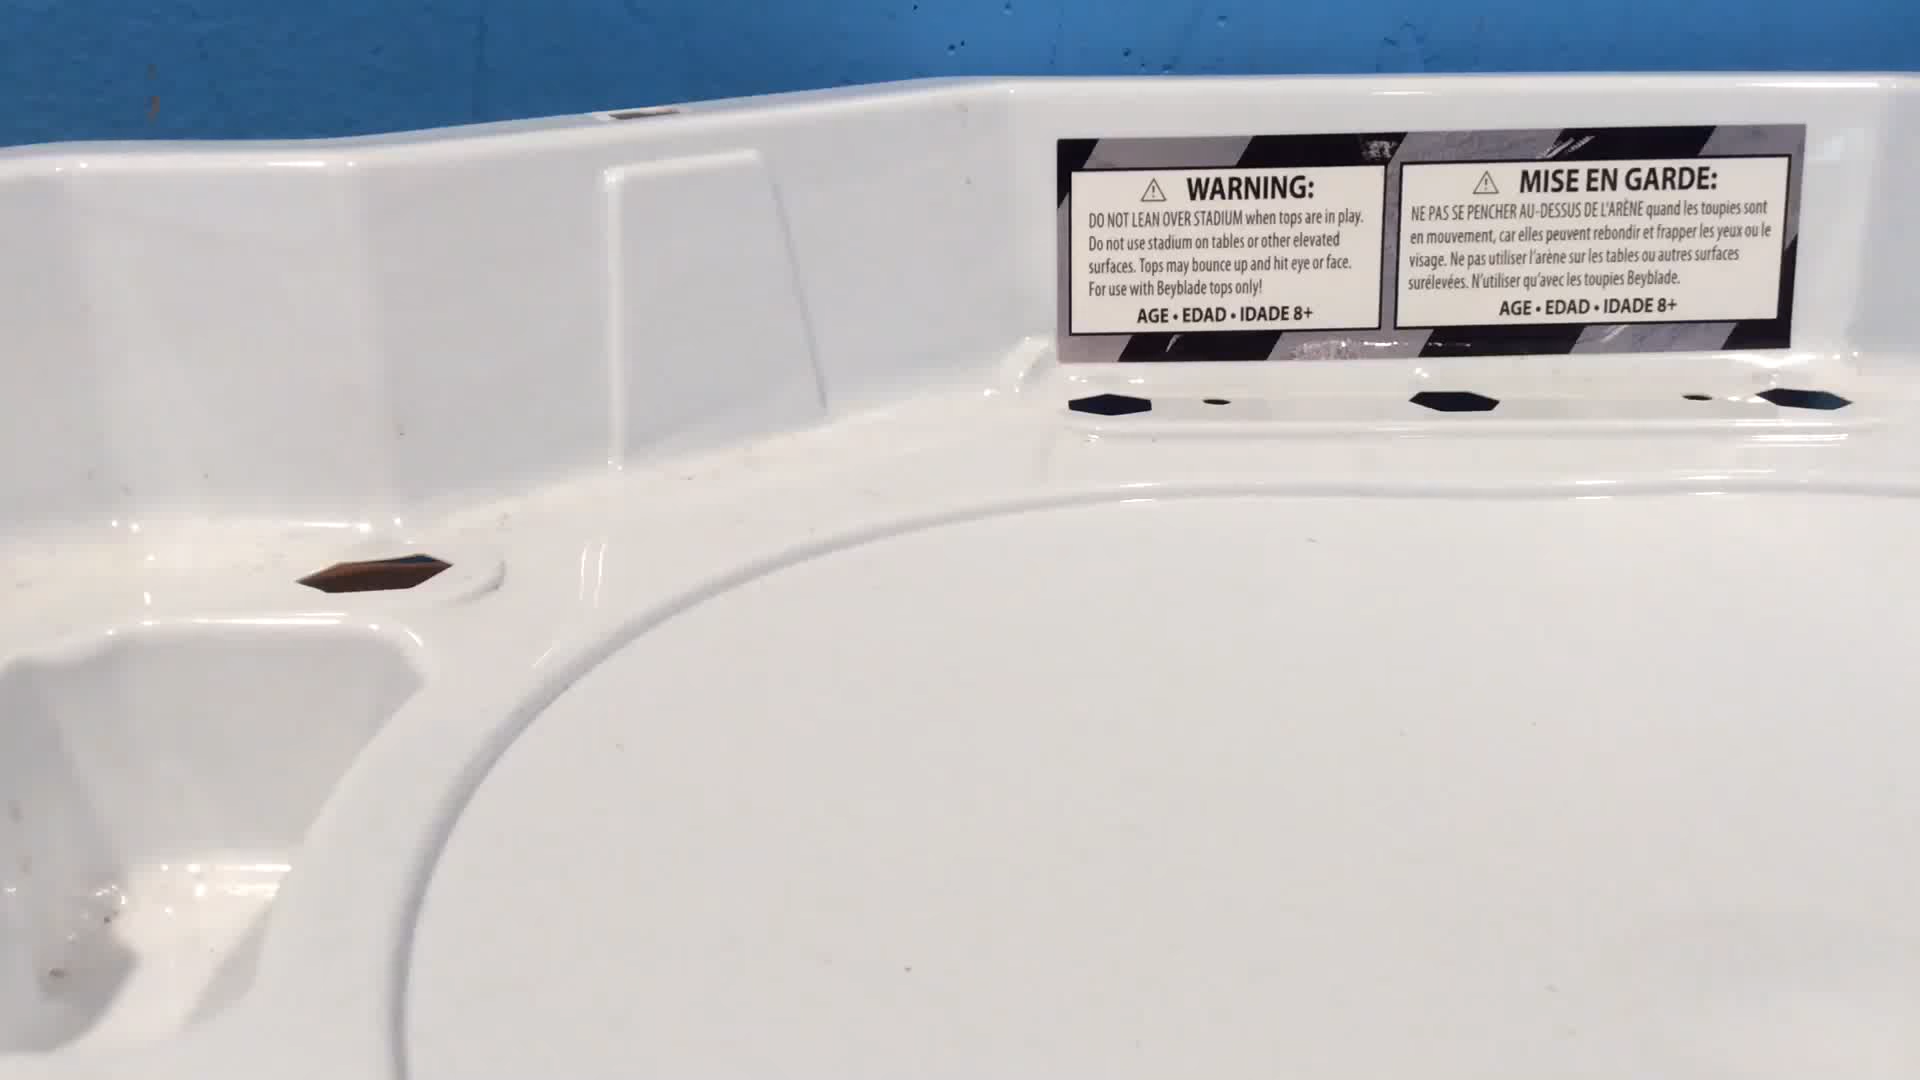 WARNING:
DO NOT LEAN OVER STADIUM when tops are in play.
Do not use stadium on tables or other elevated
surfaces. Tops may bounce up and hit eye or face.
For use with Beyblade tops only!
AGE • EDAD • IDADE 8+
MISE EN GARDE:
NE PAS SE PENCHER AU-DESSUS DE L'ARÈNE quand les toupies sont
en mouvement, car elles peuvent rebondir et frapper les yeux ou le
visage. Ne pas utiliser l'arène sur les tables ou autres surfaces
surélevées. N'utiliser qu'avec les toupies Beyblade.
AGE • EDAD • IDADE 8+